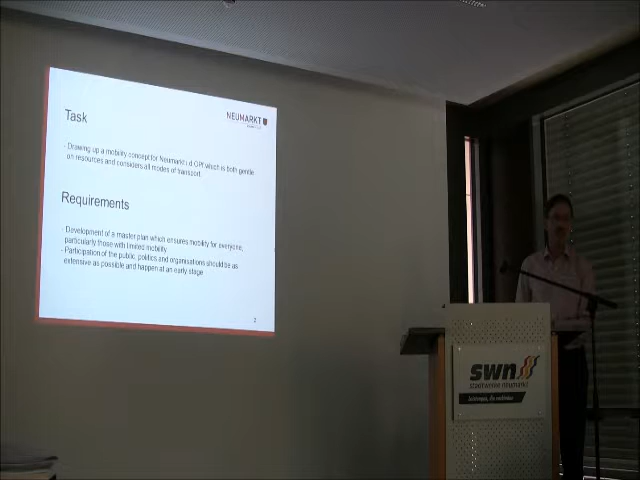 NEUMARKT
Task
- Drawing up a mobility concept for Neumarkt i.d.OPf which is both gentle
on resources and considers all modes of transport.
Requirements
- Development of a master plan which ensures mobility for everyone,
particularly those with limited mobility
- Participation of the public, politics and organisations should be as
extensive as possible and happen at an early stage
2
swn
stadtwerke neumarkt